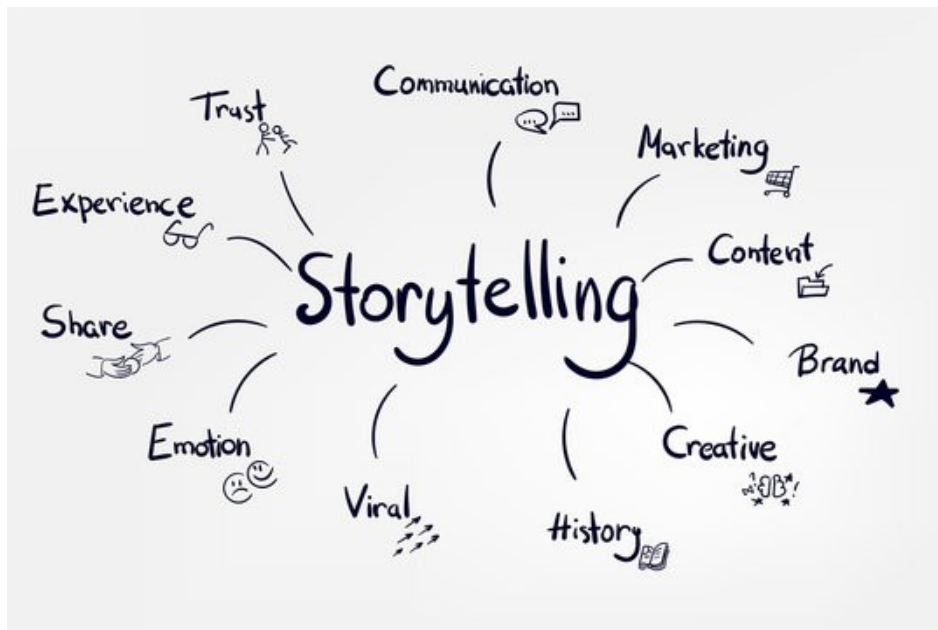 Communication
Trust
Marketing
Experience
Content
Storytelling
Share
Brand
Emotion
Creative
Viral
History